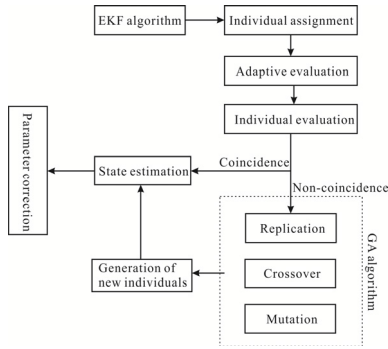 EKF algorithm
Individual assignment
Adaptive evaluation
Individual evaluation
Coincidence
Parameter correction
State estimation
Non-coincidence
Replication
GA algorithm
Generation of
new individuals
Crossover
Mutation